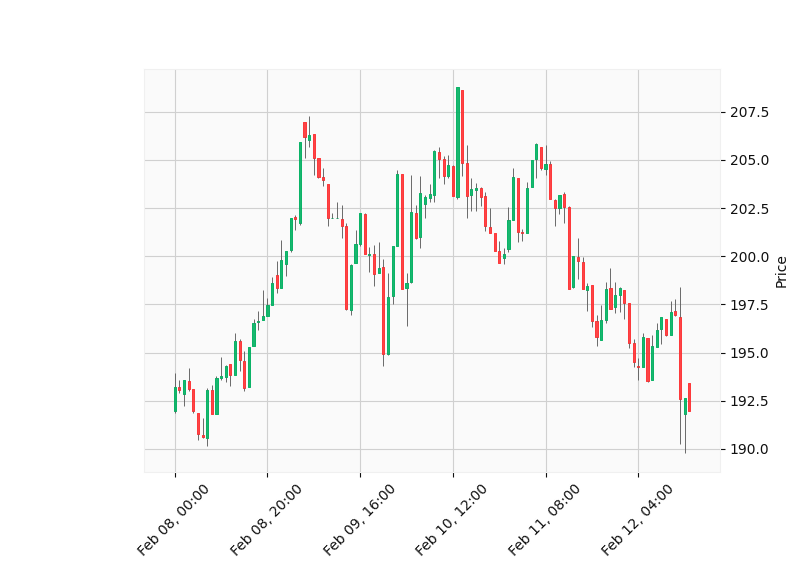 207.5
205.0
202.5
200.0
197.5
195.0
192.5
190.0
Price
Feb 08, 00:00
Feb 08, 20:00
Feb 09, 16:00
Feb 10, 12:00
Feb 11, 08:00
Feb 12, 04:00